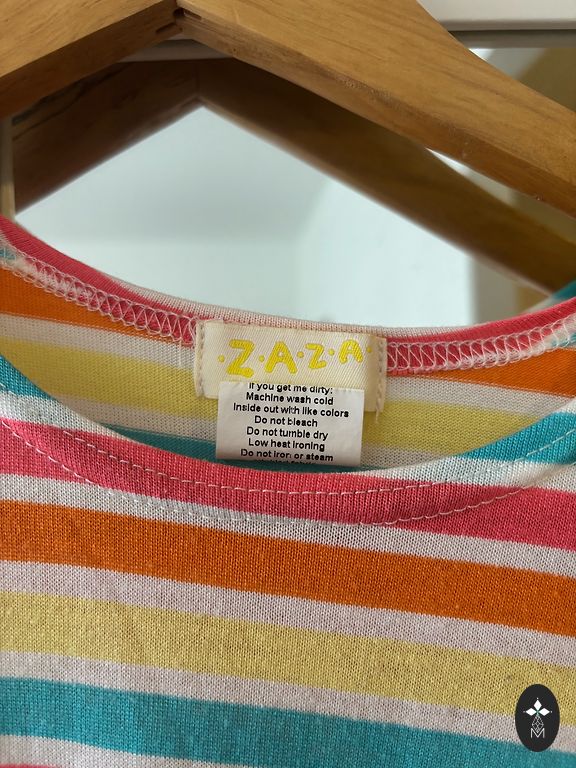 ·Z·A·Z·A·
If you get me dirty:
Machine wash cold
Inside out with like colors
Do not bleach
Do not tumble dry
Low heat ironing
Do not iron or steam
M